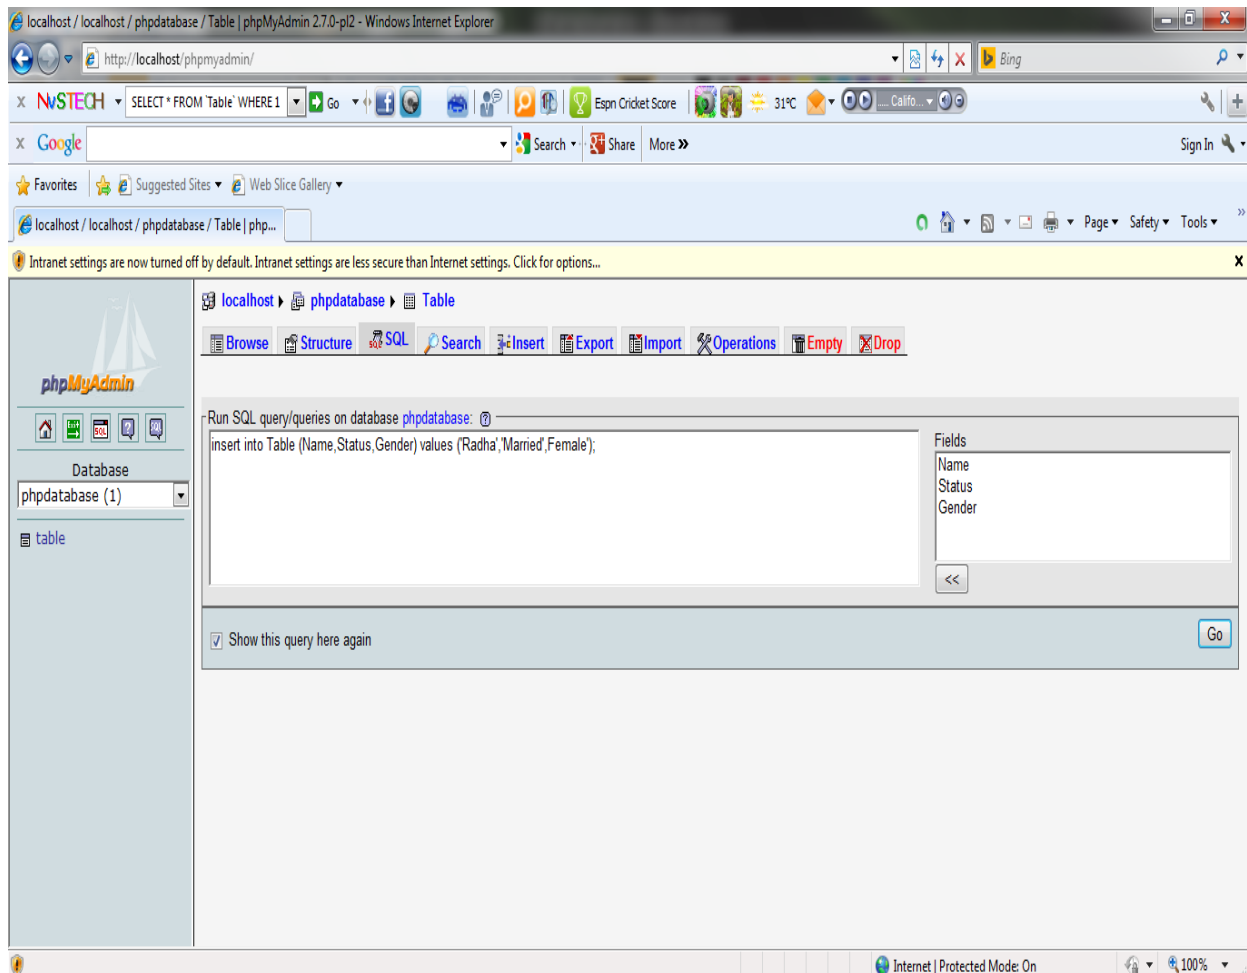 localhost / localhost / phpdatabase / Table | phpMyAdmin 2.7.0-pl2 - Windows Internet Explorer
http://localhost/phpmyadmin/ Bing
x NVSTECH SELECT * FROM `Table` WHERE 1 Go Espn Cricket Score 31°C .... Califo...
x Google Search Share More » Sign In
Favorites Suggested Sites Web Slice Gallery
localhost / localhost / phpdatabase / Table | php... Page Safety Tools »
Intranet settings are now turned off by default. Intranet settings are less secure than Internet settings. Click for options... x
localhost phpdatabase Table
Browse Structure SQL Search Insert Export Import Operations Empty Drop
phpMyAdmin
Run SQL query/queries on database phpdatabase:
insert into Table (Name,Status,Gender) values ('Radha','Married',Female');
Fields
Name
Status
Gender
<<
SQL
Database
phpdatabase (1)
table
Show this query here again
Go
Internet | Protected Mode: On 100%